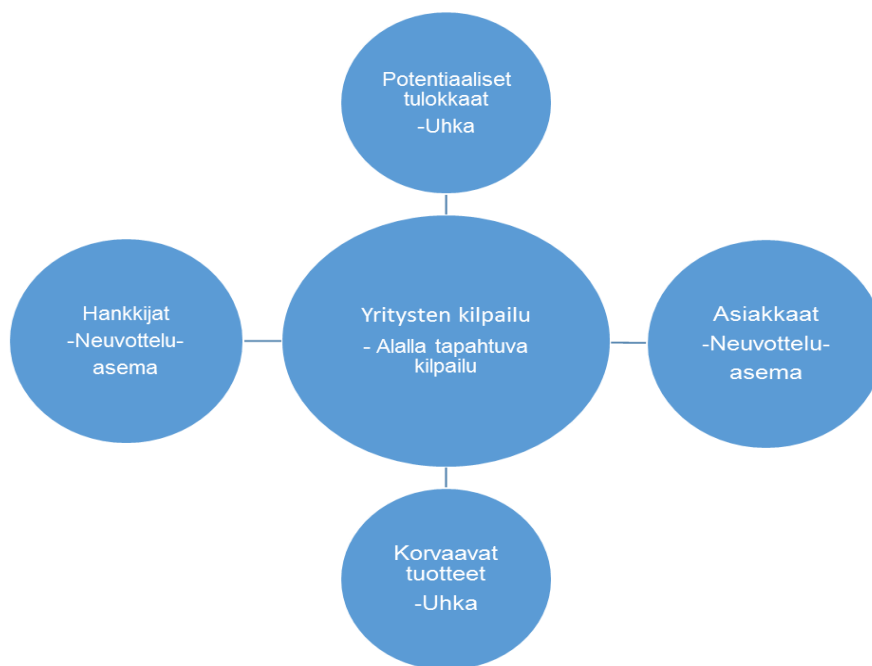 Potentiaaliset
tulokkaat
-Uhka
Hankkijat
-Neuvottelu-
asema
Yritysten kilpailu
- Alalla tapahtuva
kilpailu
Asiakkaat
-Neuvottelu-
asema
Korvaavat
tuotteet
-Uhka